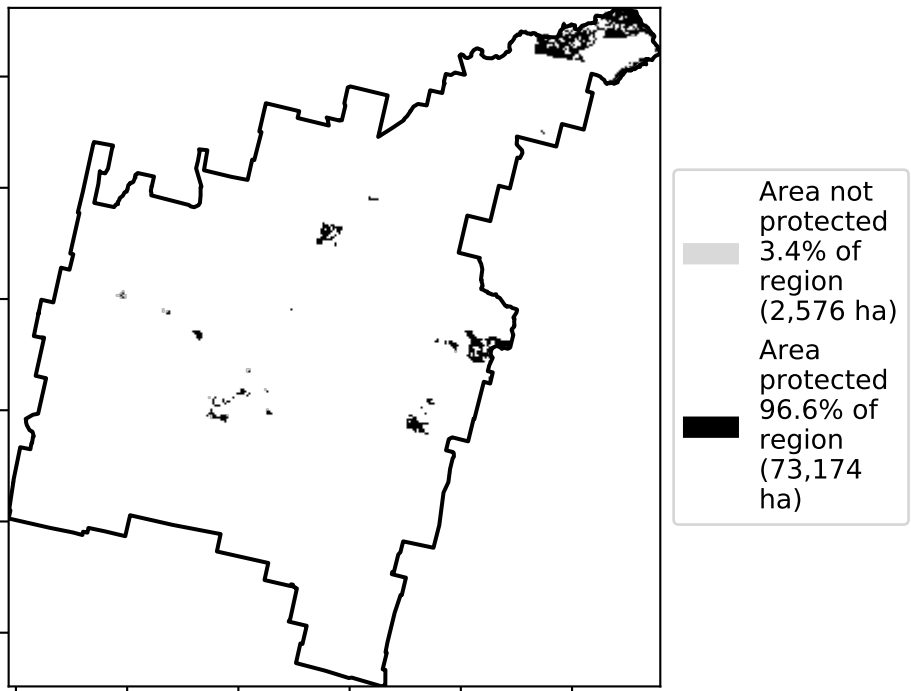 Area not
protected
3.4% of
region
(2,576 ha)
Area
protected
96.6% of
region
(73,174
ha)